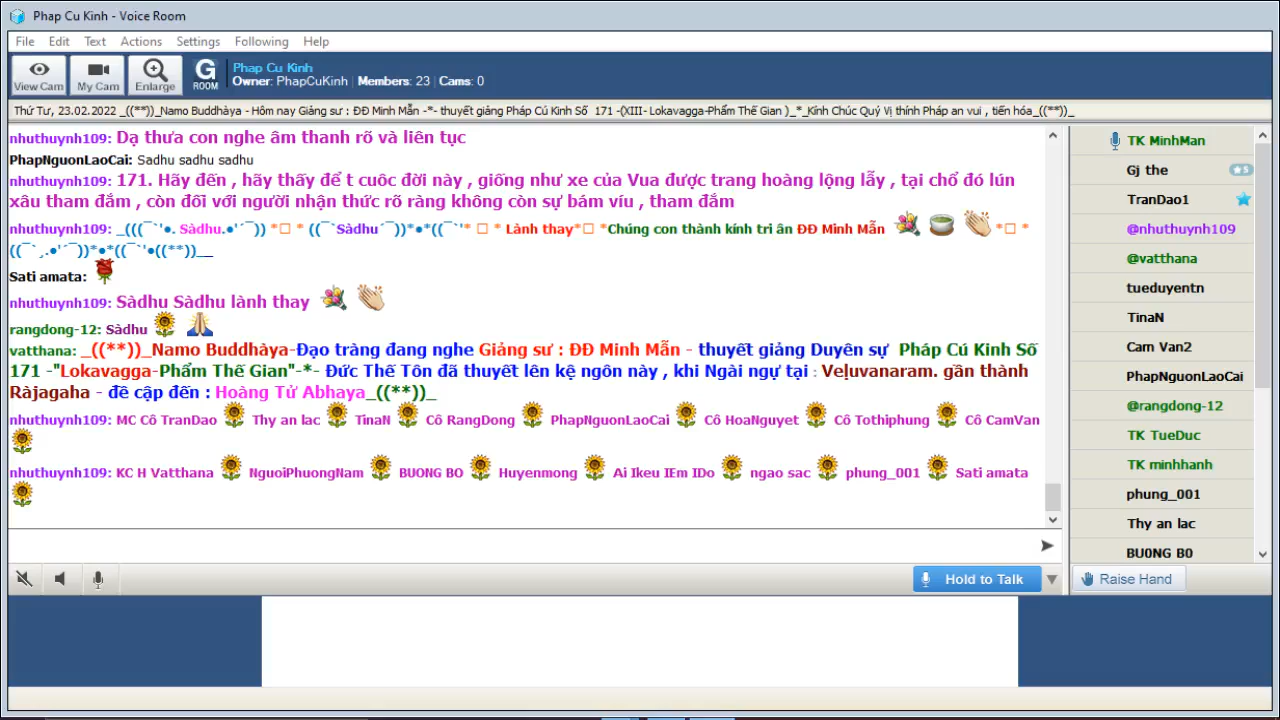 Phap Cu Kinh - Voice Room
File Edit Text Actions Settings Following Help
View Cam My Cam Enlarge G ROOM
Phap Cu Kinh
Owner: PhapCuKinh | Members: 23 | Cams: 0
Thứ Tư, 23.02.2022 _((**))_Namo Buddhàya - Hôm nay Giảng sư : ĐĐ Minh Mẫn -*- thuyết giảng Pháp Cú Kinh Số 171 -(XIII- Lokavagga-Phẩm Thế Gian )_*_Kính Chúc Quý Vị thính Pháp an vui , tiến hóa_((**))_
nhuthuynh109: Dạ thưa con nghe âm thanh rõ và liên tục
PhapNguonLaoCai: Sadhu sadhu sadhu
nhuthuynh109: 171. Hãy đến , hãy thấy để t cuôc đời này , giống như xe của Vua được trang hoàng lộng lẫy , tại chổ đó lún
xâu tham đắm , còn đối với người nhận thức rõ ràng không còn sự bám víu , tham đắm
nhuthuynh109: _(((¯`'•. Sàdhu.•'´¯)) *□ * ((¯`Sàdhu´¯))*•*((¯`'* □ * Lành thay*□ *Chúng con thành kính tri ân ĐĐ Minh Mẫn *□ *
((¯`¸.•'´¯))*•*((¯`'•((**))__
Sati amata:
nhuthuynh109: Sàdhu Sàdhu lành thay
rangdong-12: Sàdhu
vatthana: _((**))_Namo Buddhàya-Đạo tràng đang nghe Giảng sư : ĐĐ Minh Mẫn - thuyết giảng Duyên sự Pháp Cú Kinh Số
171 -"Lokavagga-Phẩm Thế Gian"-*- Đức Thế Tôn đã thuyết lên kệ ngôn này , khi Ngài ngự tại : Veḷuvanaram. gần thành
Ràjagaha - đề cập đến : Hoàng Tử Abhaya_((**))_
nhuthuynh109: MC Cô TranDao Thy an lac TinaN Cô RangDong PhapNguonLaoCai Cô HoaNguyet Cô Tothiphung Cô CamVan
nhuthuynh109: KC H Vatthana NguoiPhuongNam BUONG BO Huyenmong Ai Ikeu IEm IDo ngao sac phung_001 Sati amata
Hold to Talk
TK MinhMan
Gj the 5
TranDao1
@nhuthuynh109
@vatthana
tueduyentn
TinaN
Cam Van2
PhapNguonLaoCai
@rangdong-12
TK TueDuc
TK minhhanh
phung_001
Thy an lac
BU0NG B0
Raise Hand